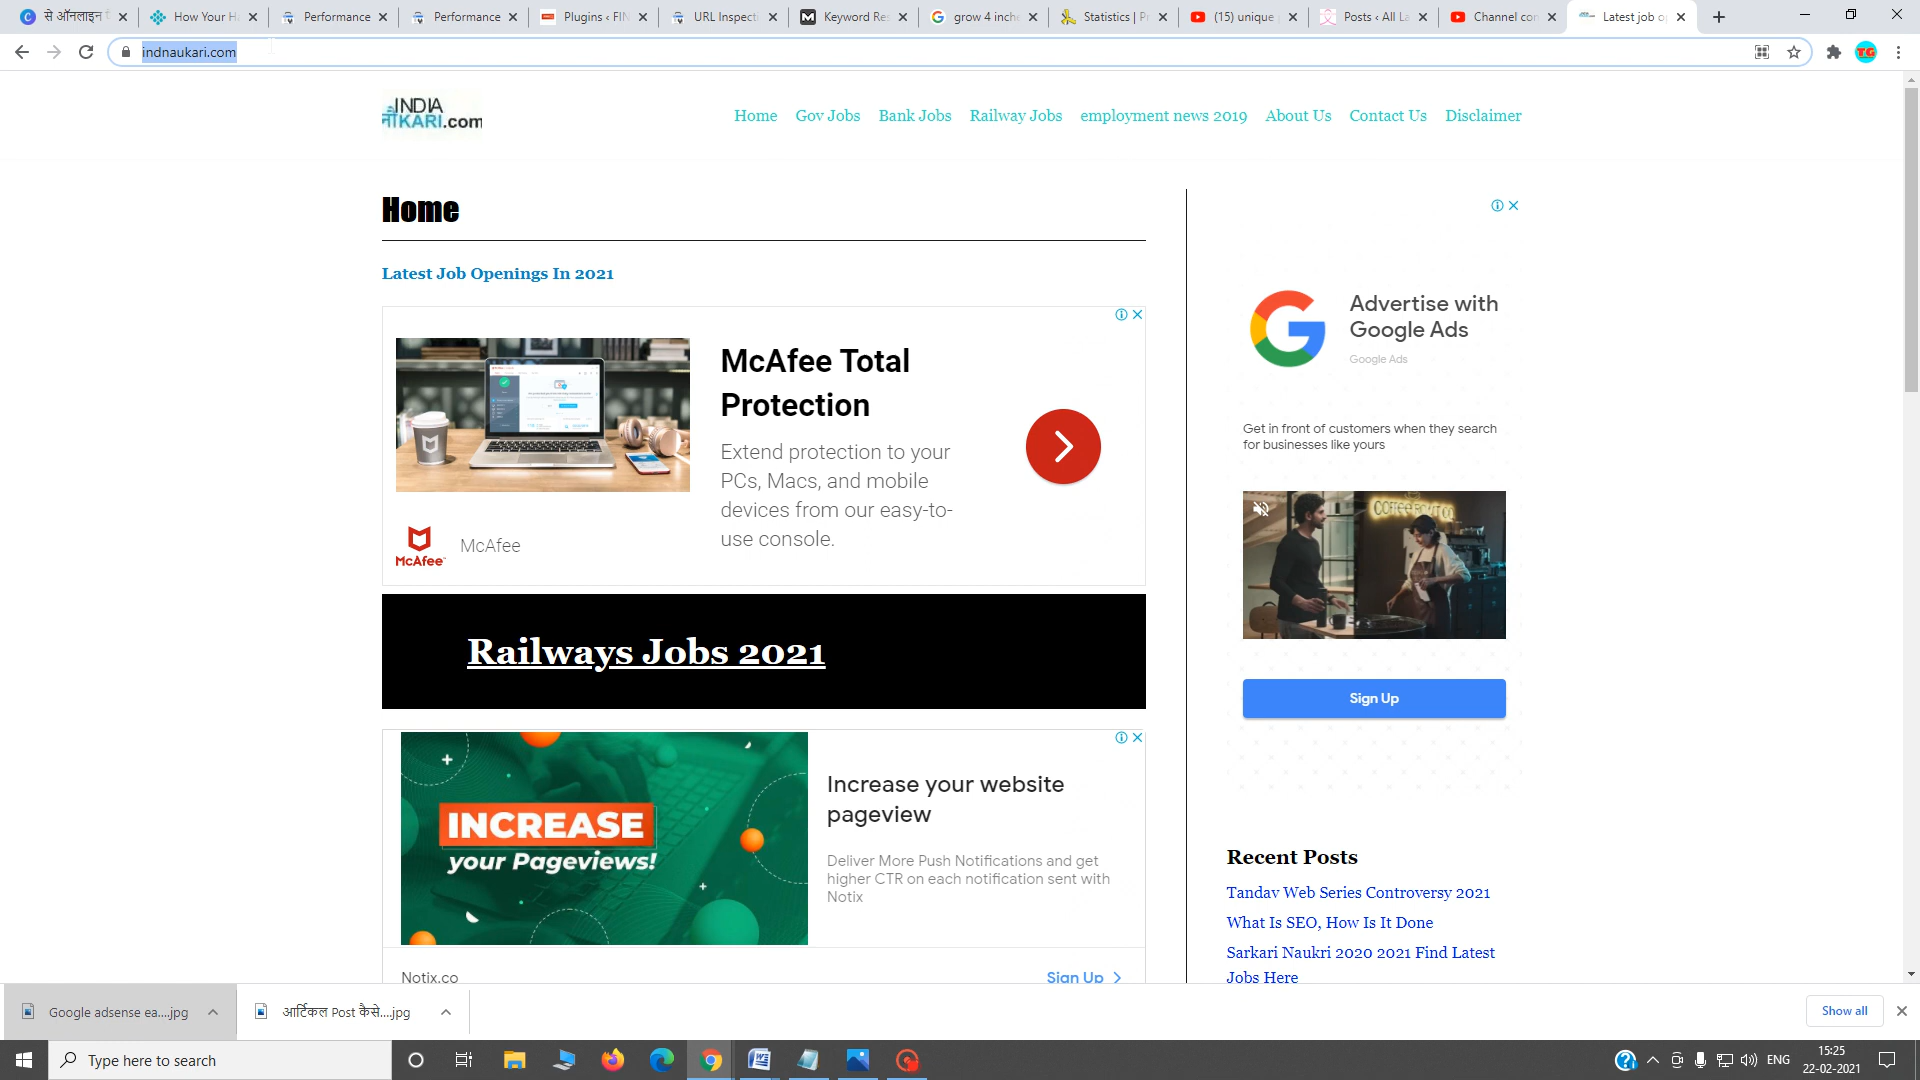 से ऑनलाइन
How Your H
Performance
Performance
Plugins ‹ FIN
URL Inspecti
Keyword Res
grow 4 inche
Statistics | P
(15) unique
Posts ‹ All La
Channel con
Latest job o
indnaukari.com
TG
INDIA
KARI.com
Home
Gov Jobs
Bank Jobs
Railway Jobs
employment news 2019
About Us
Contact Us
Disclaimer
Home
Latest Job Openings In 2021
McAfee Total
Protection
Extend protection to your
PCs, Macs, and mobile
devices from our easy-to-
use console.
McAfee
McAfee
Railways Jobs 2021
INCREASE
your Pageviews!
Increase your website
pageview
Deliver More Push Notifications and get
higher CTR on each notification sent with
Notix
Notix.co
Sign Up
Advertise with
Google Ads
Google Ads
Get in front of customers when they search
for businesses like yours
Sign Up
Recent Posts
Tandav Web Series Controversy 2021
What Is SEO, How Is It Done
Sarkari Naukri 2020 2021 Find Latest
Jobs Here
Google adsense ea....jpg
आर्टिकल Post कैसे....jpg
Show all
Type here to search
ENG
15:25
22-02-2021